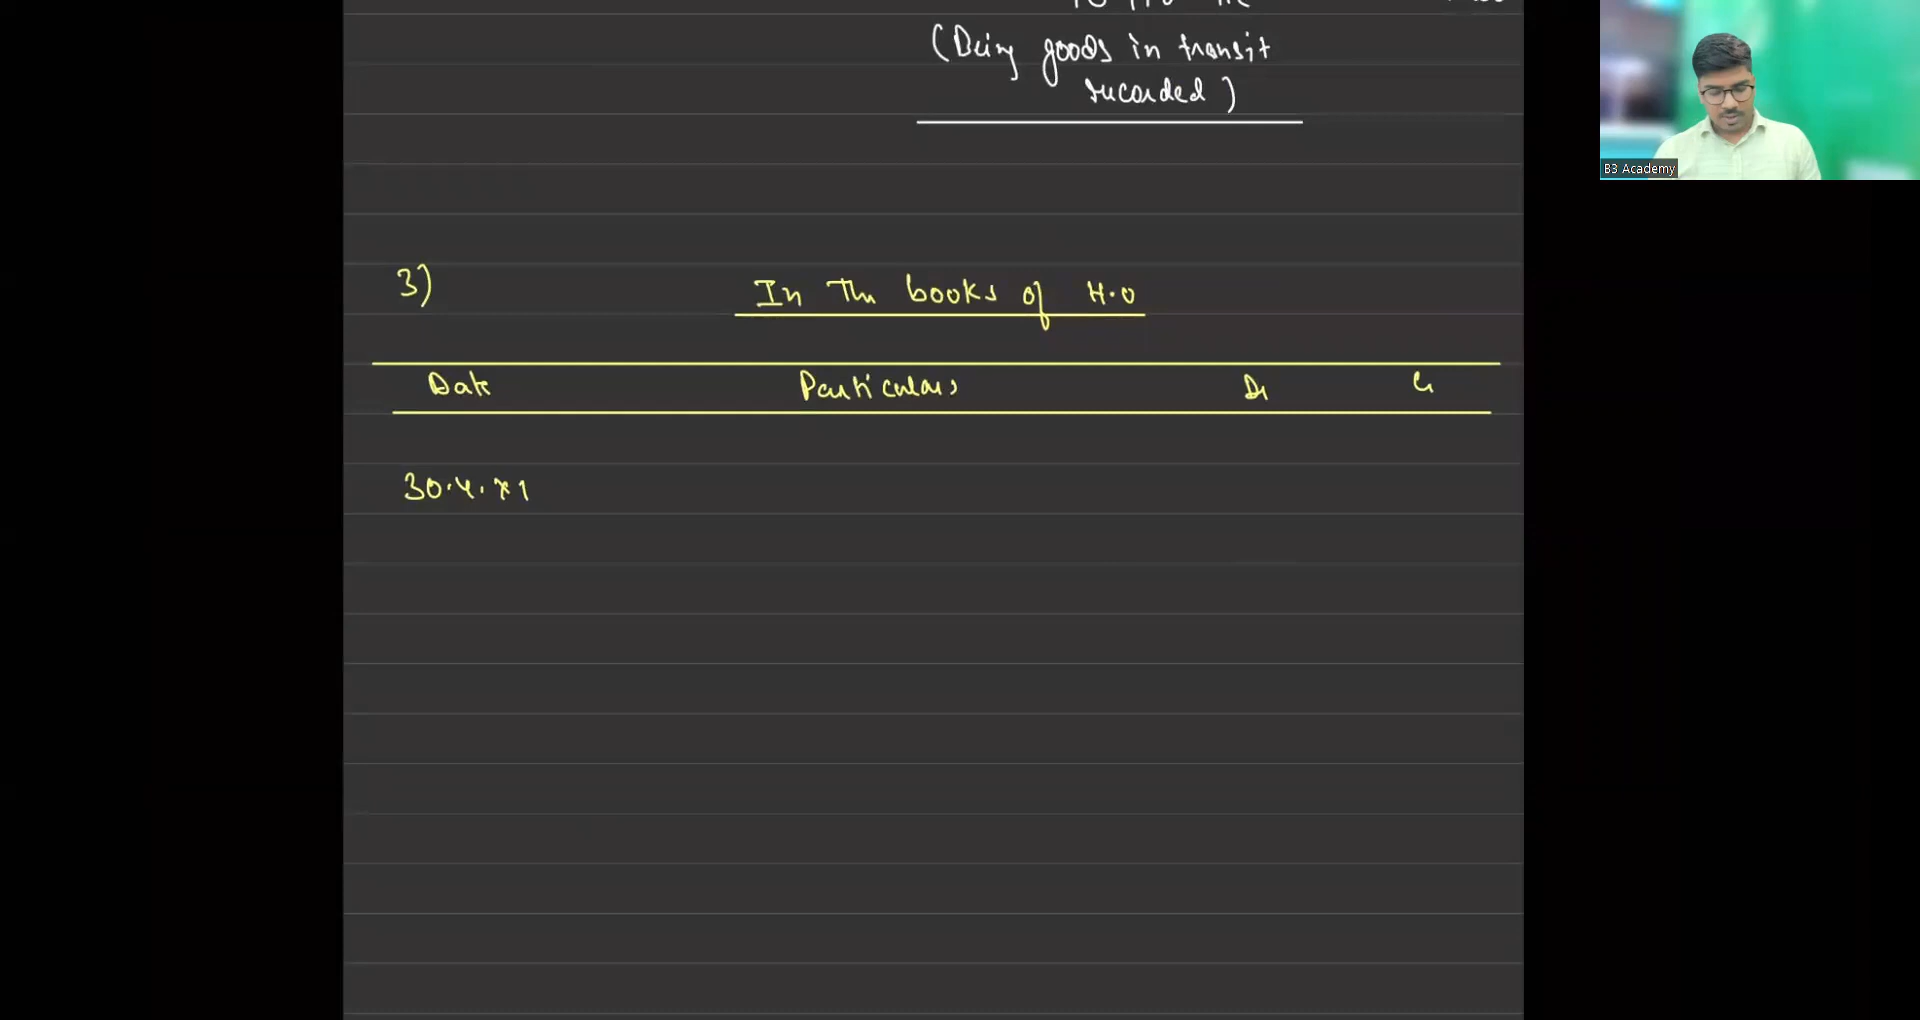 (Being goods in transit
recorded)
B3 Academy
3)
In The books of H.O
Date Particulars Dr Cr
30.4.x1